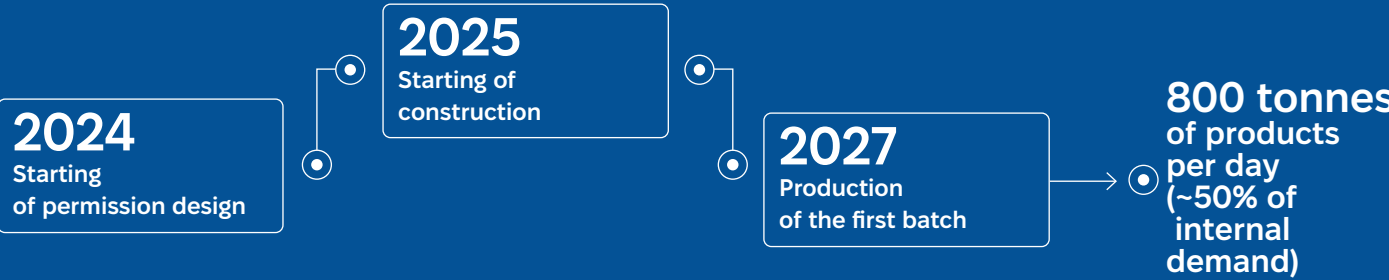 2024
Starting
of permission design
2025
Starting of
construction
2027
Production
of the first batch
800 tonnes
of products
per day
(~50% of
internal
demand)